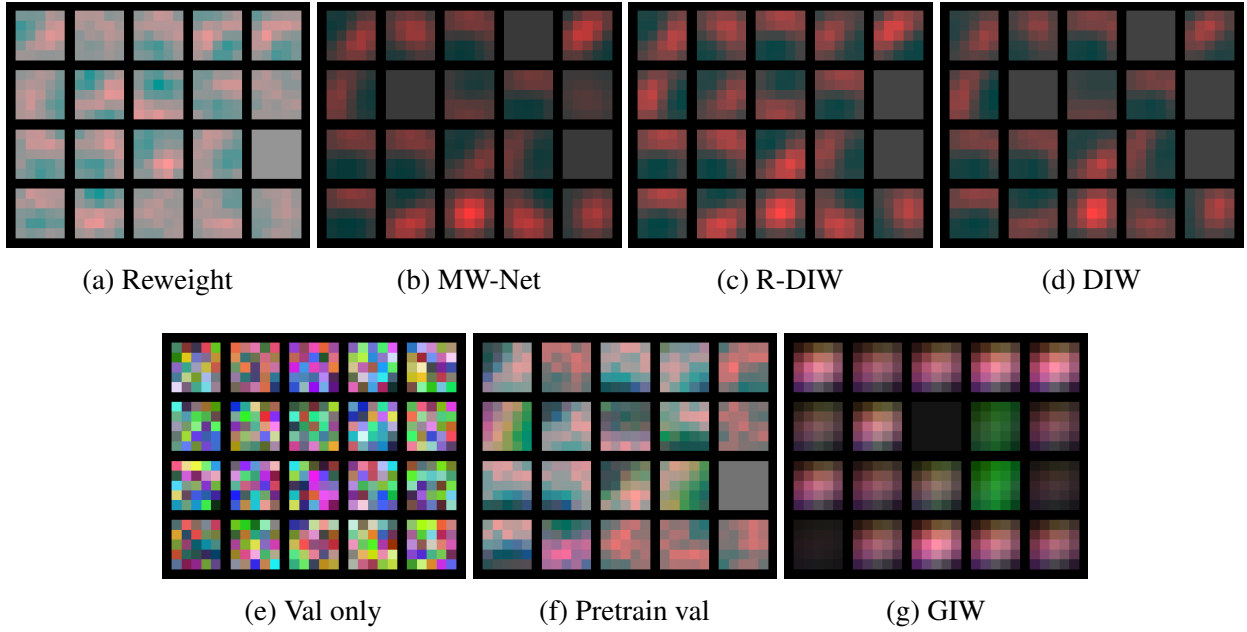 (a) Reweight
(b) MW-Net
(c) R-DIW
(d) DIW
(e) Val only
(f) Pretrain val
(g) GIW